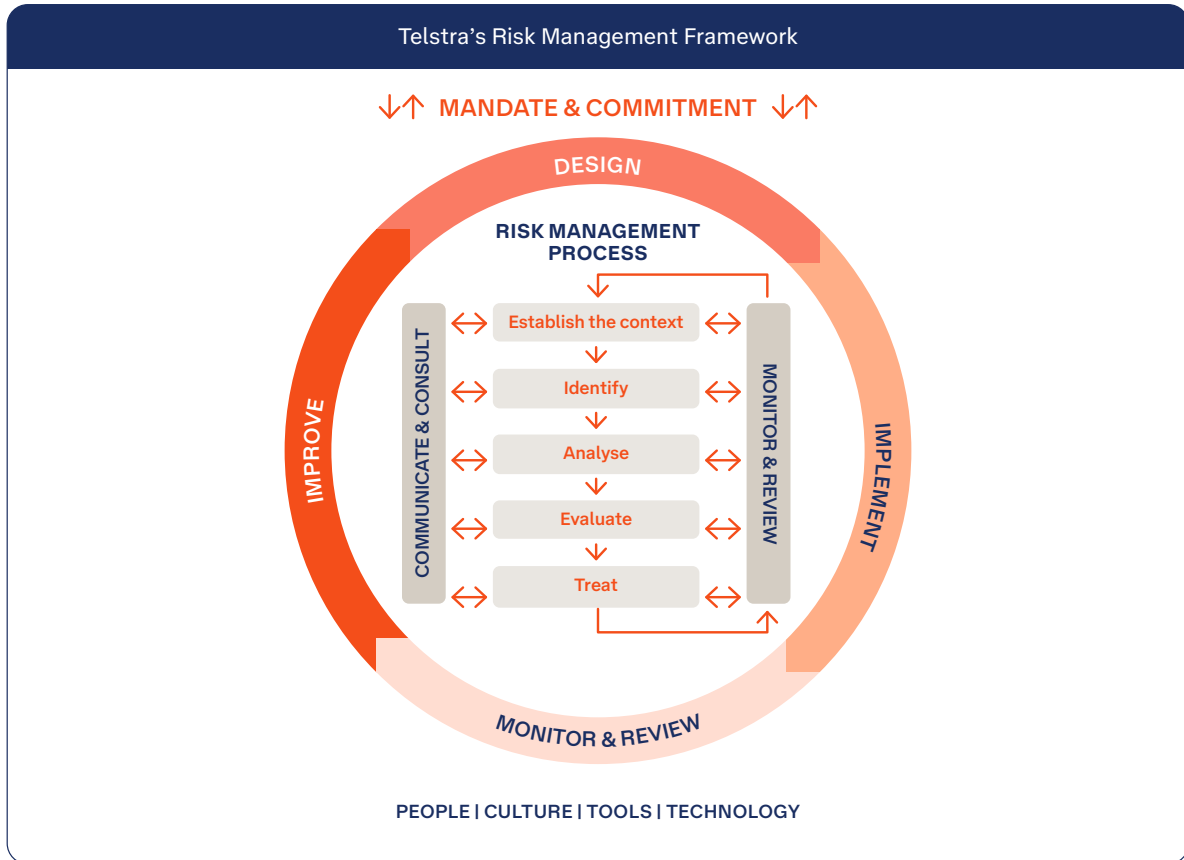 Telstra’s Risk Management Framework
MANDATE & COMMITMENT
DESIGN
RISK MANAGEMENT
PROCESS
Establish the context
Identify
Analyse
Evaluate
Treat
COMMUNICATE & CONSULT
MONITOR & REVIEW
IMPROVE
IMPLEMENT
MONITOR & REVIEW
PEOPLE | CULTURE | TOOLS | TECHNOLOGY